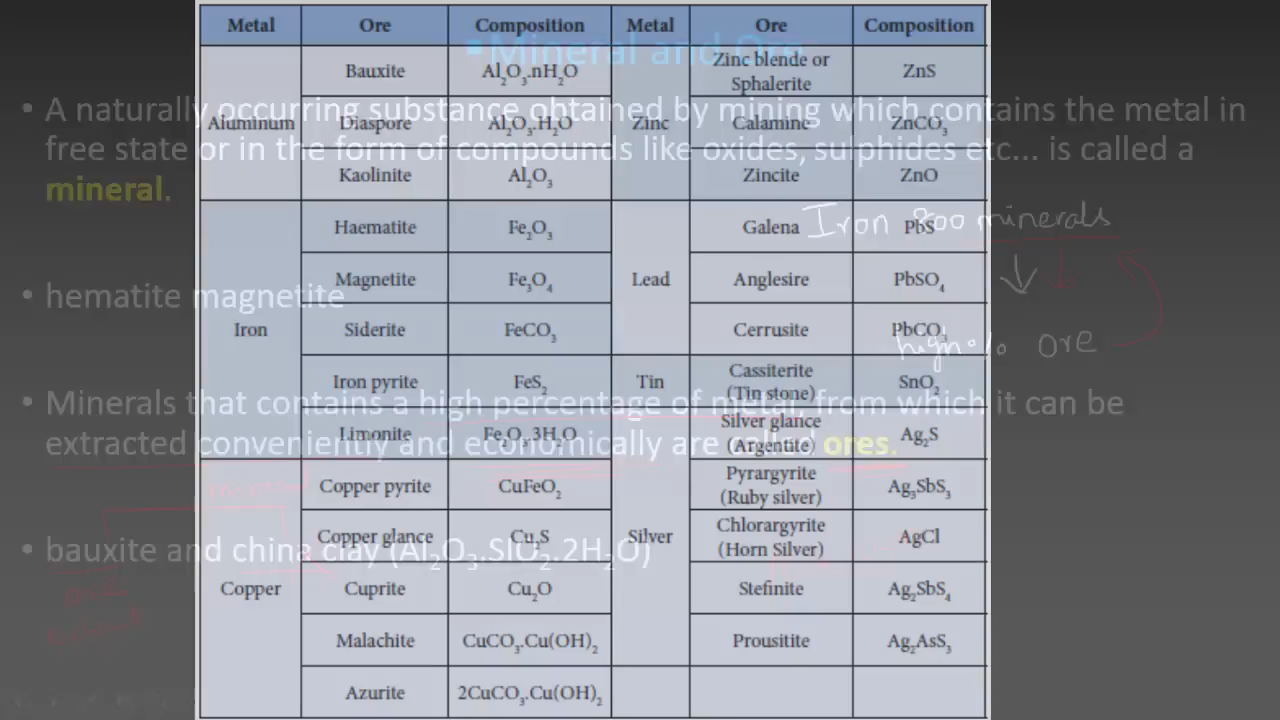 Mineral and Ore
• A naturally occurring substance obtained by mining which contains the metal in
free state or in the form of compounds like oxides, sulphides etc... is called a
mineral.
Iron 800 minerals
• hematite magnetite
high % ore
• Minerals that contains a high percentage of metal, from which it can be
extracted conveniently and economically are called ores.
• bauxite and china clay (Al₂O₃.SiO₂.2H₂O)
Metal Ore Composition Metal Ore Composition
Aluminum Bauxite Al₂O₃.nH₂O Zinc Zinc blende or Sphalerite ZnS
Diaspore Al₂O₃.H₂O Calamine ZnCO₃
Kaolinite Al₂O₃ Zincite ZnO
Iron Haematite Fe₂O₃ Lead Galena PbS
Magnetite Fe₃O₄ Anglesire PbSO₄
Siderite FeCO₃ Cerrusite PbCO₃
Iron pyrite FeS₂ Tin Cassiterite (Tin stone) SnO₂
Limonite Fe₂O₃.3H₂O Silver Silver glance (Argentite) Ag₂S
Copper Copper pyrite CuFeO₂ Pyrargyrite (Ruby silver) Ag₃SbS₃
Copper glance Cu₂S Chlorargyrite (Horn Silver) AgCl
Cuprite Cu₂O Stefinite Ag₂SbS₄
Malachite CuCO₃.Cu(OH)₂ Prousitite Ag₂AsS₃
Azurite 2CuCO₃.Cu(OH)₂